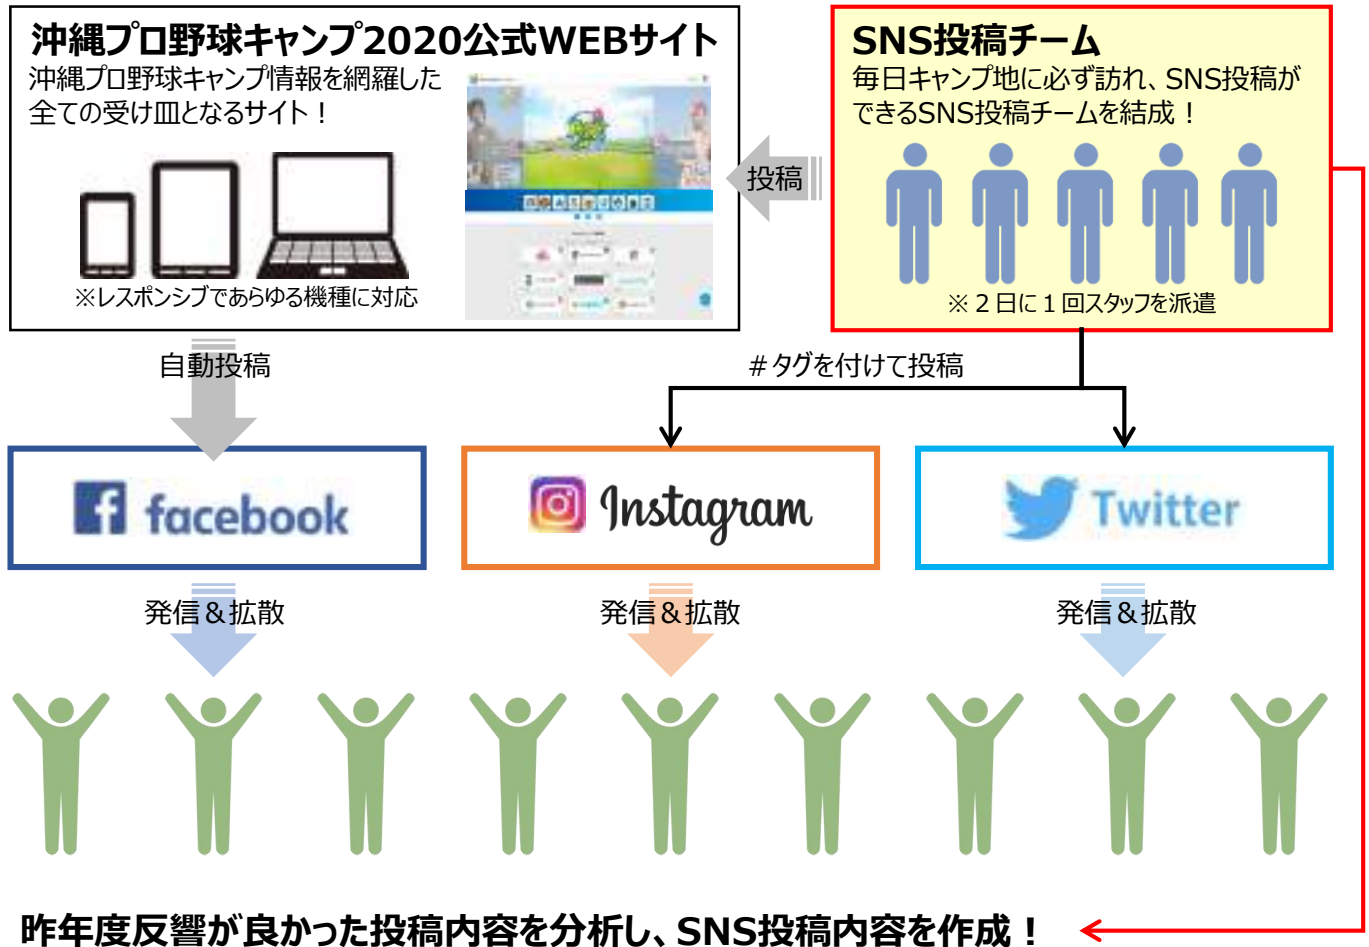 沖縄プロ野球キャンプ2020公式WEBサイト
沖縄プロ野球キャンプ情報を網羅した
全ての受け皿となるサイト！
※レスポンシブであらゆる機種に対応
投稿
SNS投稿チーム
毎日キャンプ地に必ず訪れ、SNS投稿が
できるSNS投稿チームを結成！
※２日に１回スタッフを派遣
自動投稿
＃タグを付けて投稿
facebook
Instagram
Twitter
発信＆拡散
発信＆拡散
発信＆拡散
昨年度反響が良かった投稿内容を分析し、SNS投稿内容を作成！